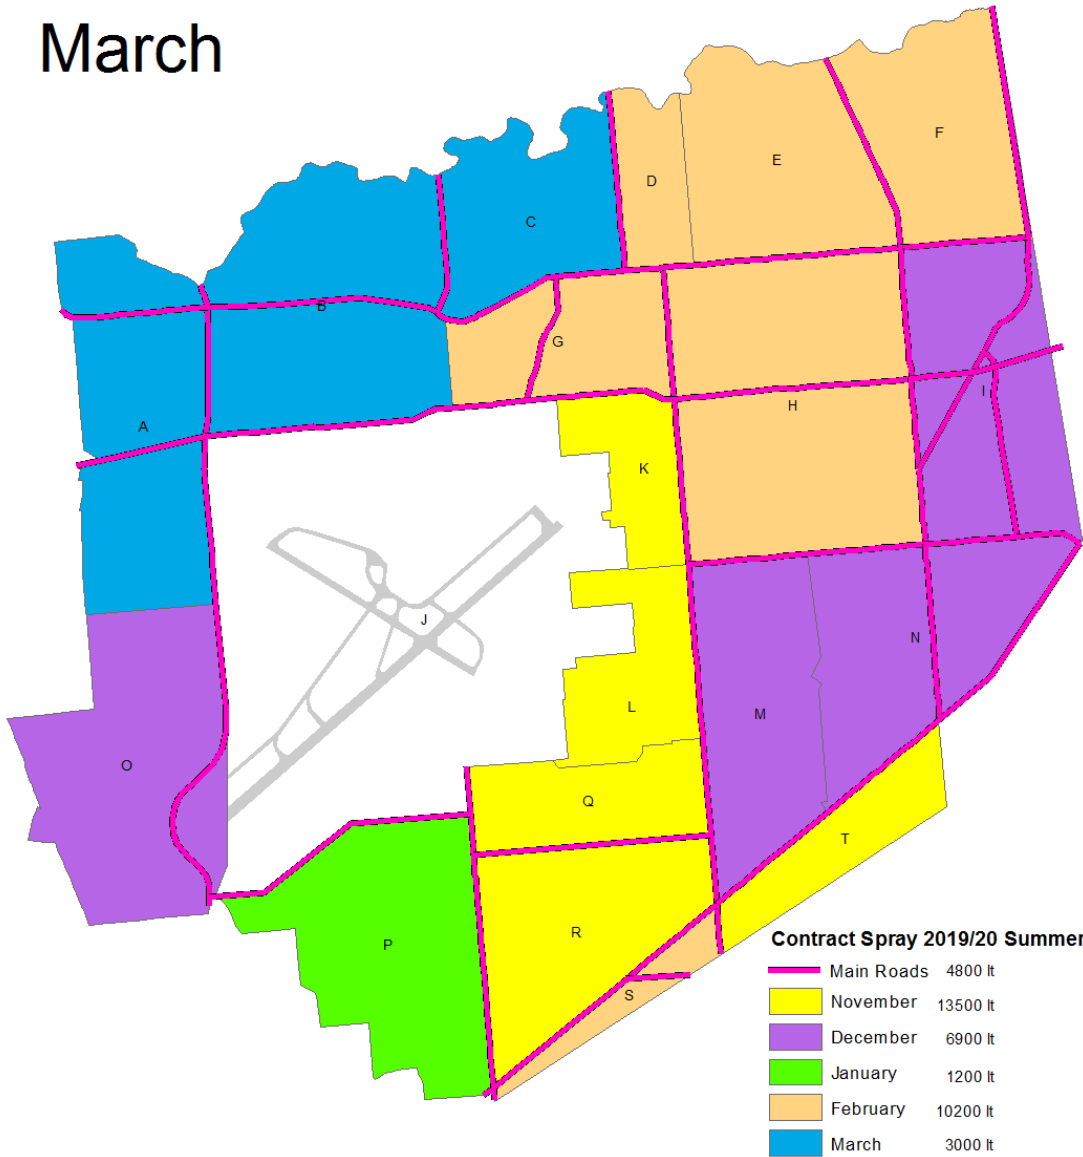 March
F
E
D
C
B
G
I
H
A
K
J
N
L
M
O
Q
T
R
P
S
Contract Spray 2019/20 Summer
Main Roads 4800 lt
November 13500 lt
December 6900 lt
January 1200 lt
February 10200 lt
March 3000 lt